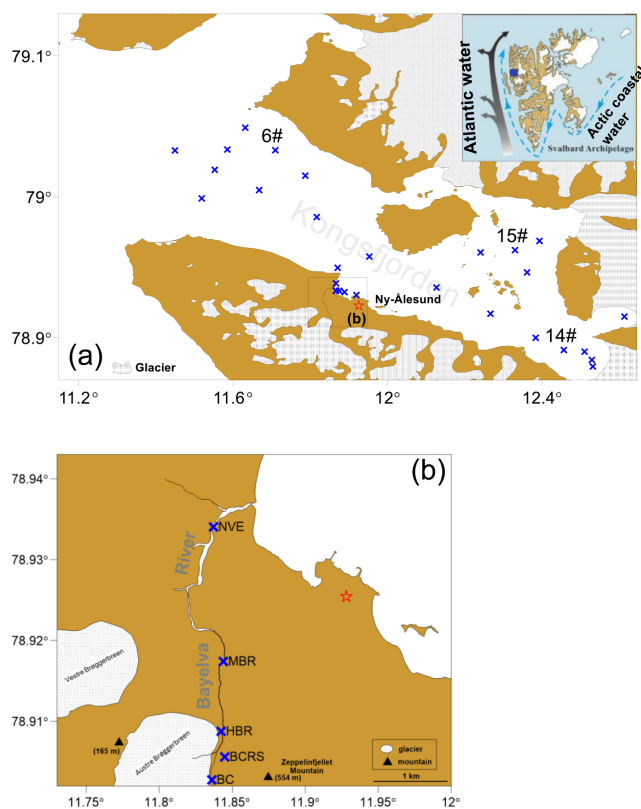 79.1°
79°
78.9°
11.2
11.6
12
12.4
6#
15#
14#
Kongsfjorden
Ny-Ålesund
(b)
(a)
Glacier
Atlantic water
Actic coastal
water
Svalbard Archipelago
(b)
78.94°
78.93°
78.92°
78.91°
NVE
River
MBR
Bayelva
Vestre Brøggerbreen
HBR
(165 m)
Austre Brøggerbreen
BCRS
BC
Zeppelinfjellet
Mountain
(554 m)
glacier
mountain
1 km
11.75°
11.8°
11.85°
11.9°
11.95°
12°